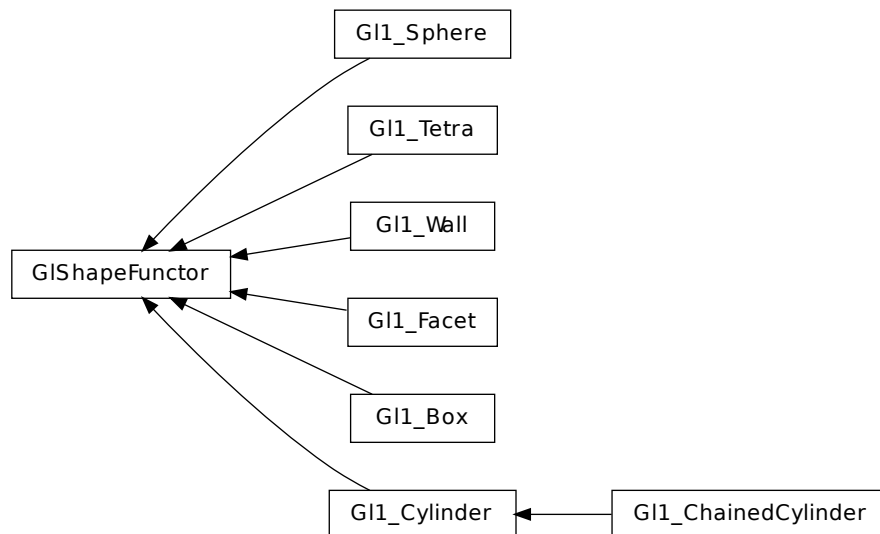 Gl1_Sphere
Gl1_Tetra
Gl1_Wall
GlShapeFunctor
Gl1_Facet
Gl1_Box
Gl1_Cylinder
Gl1_ChainedCylinder